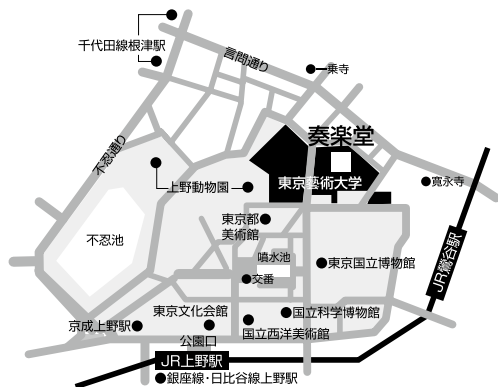 千代田線根津駅
言問通り
一乗寺
奏楽堂
東京藝術大学
不忍通り
上野動物園
寛永寺
東京都
美術館
不忍池
噴水池
東京国立博物館
JR鶯谷駅
交番
東京文化会館
国立科学博物館
京成上野駅
公園口
国立西洋美術館
JR上野駅
銀座線・日比谷線上野駅